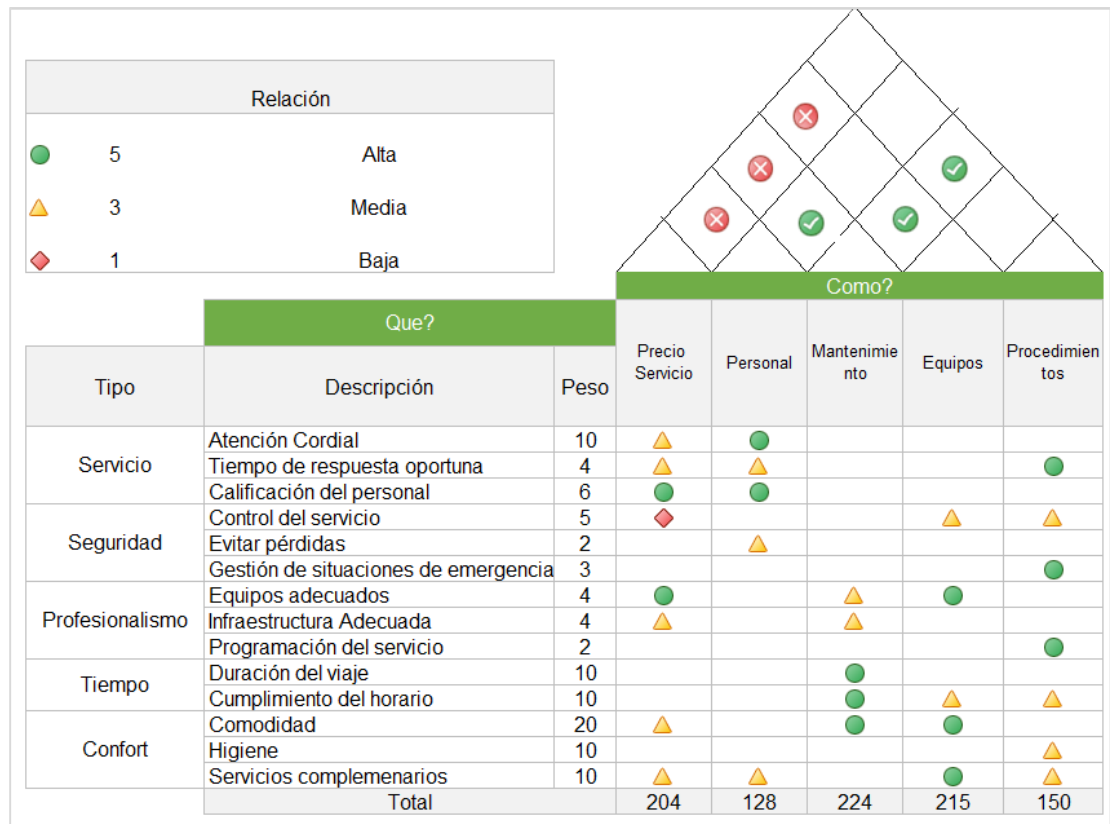 Relación
5 Alta
3 Media
1 Baja
Como?
Que?
Tipo Descripción Peso
Precio
Servicio
Personal
Mantenimie
nto
Equipos
Procedimien
tos
Servicio
Atención Cordial 10
Tiempo de respuesta oportuna 4
Calificación del personal 6
Seguridad
Control del servicio 5
Evitar pérdidas 2
Gestión de situaciones de emergencia 3
Profesionalismo
Equipos adecuados 4
Infraestructura Adecuada 4
Programación del servicio 2
Tiempo
Duración del viaje 10
Cumplimiento del horario 10
Confort
Comodidad 20
Higiene 10
Servicios complemenarios 10
Total 204 128 224 215 150